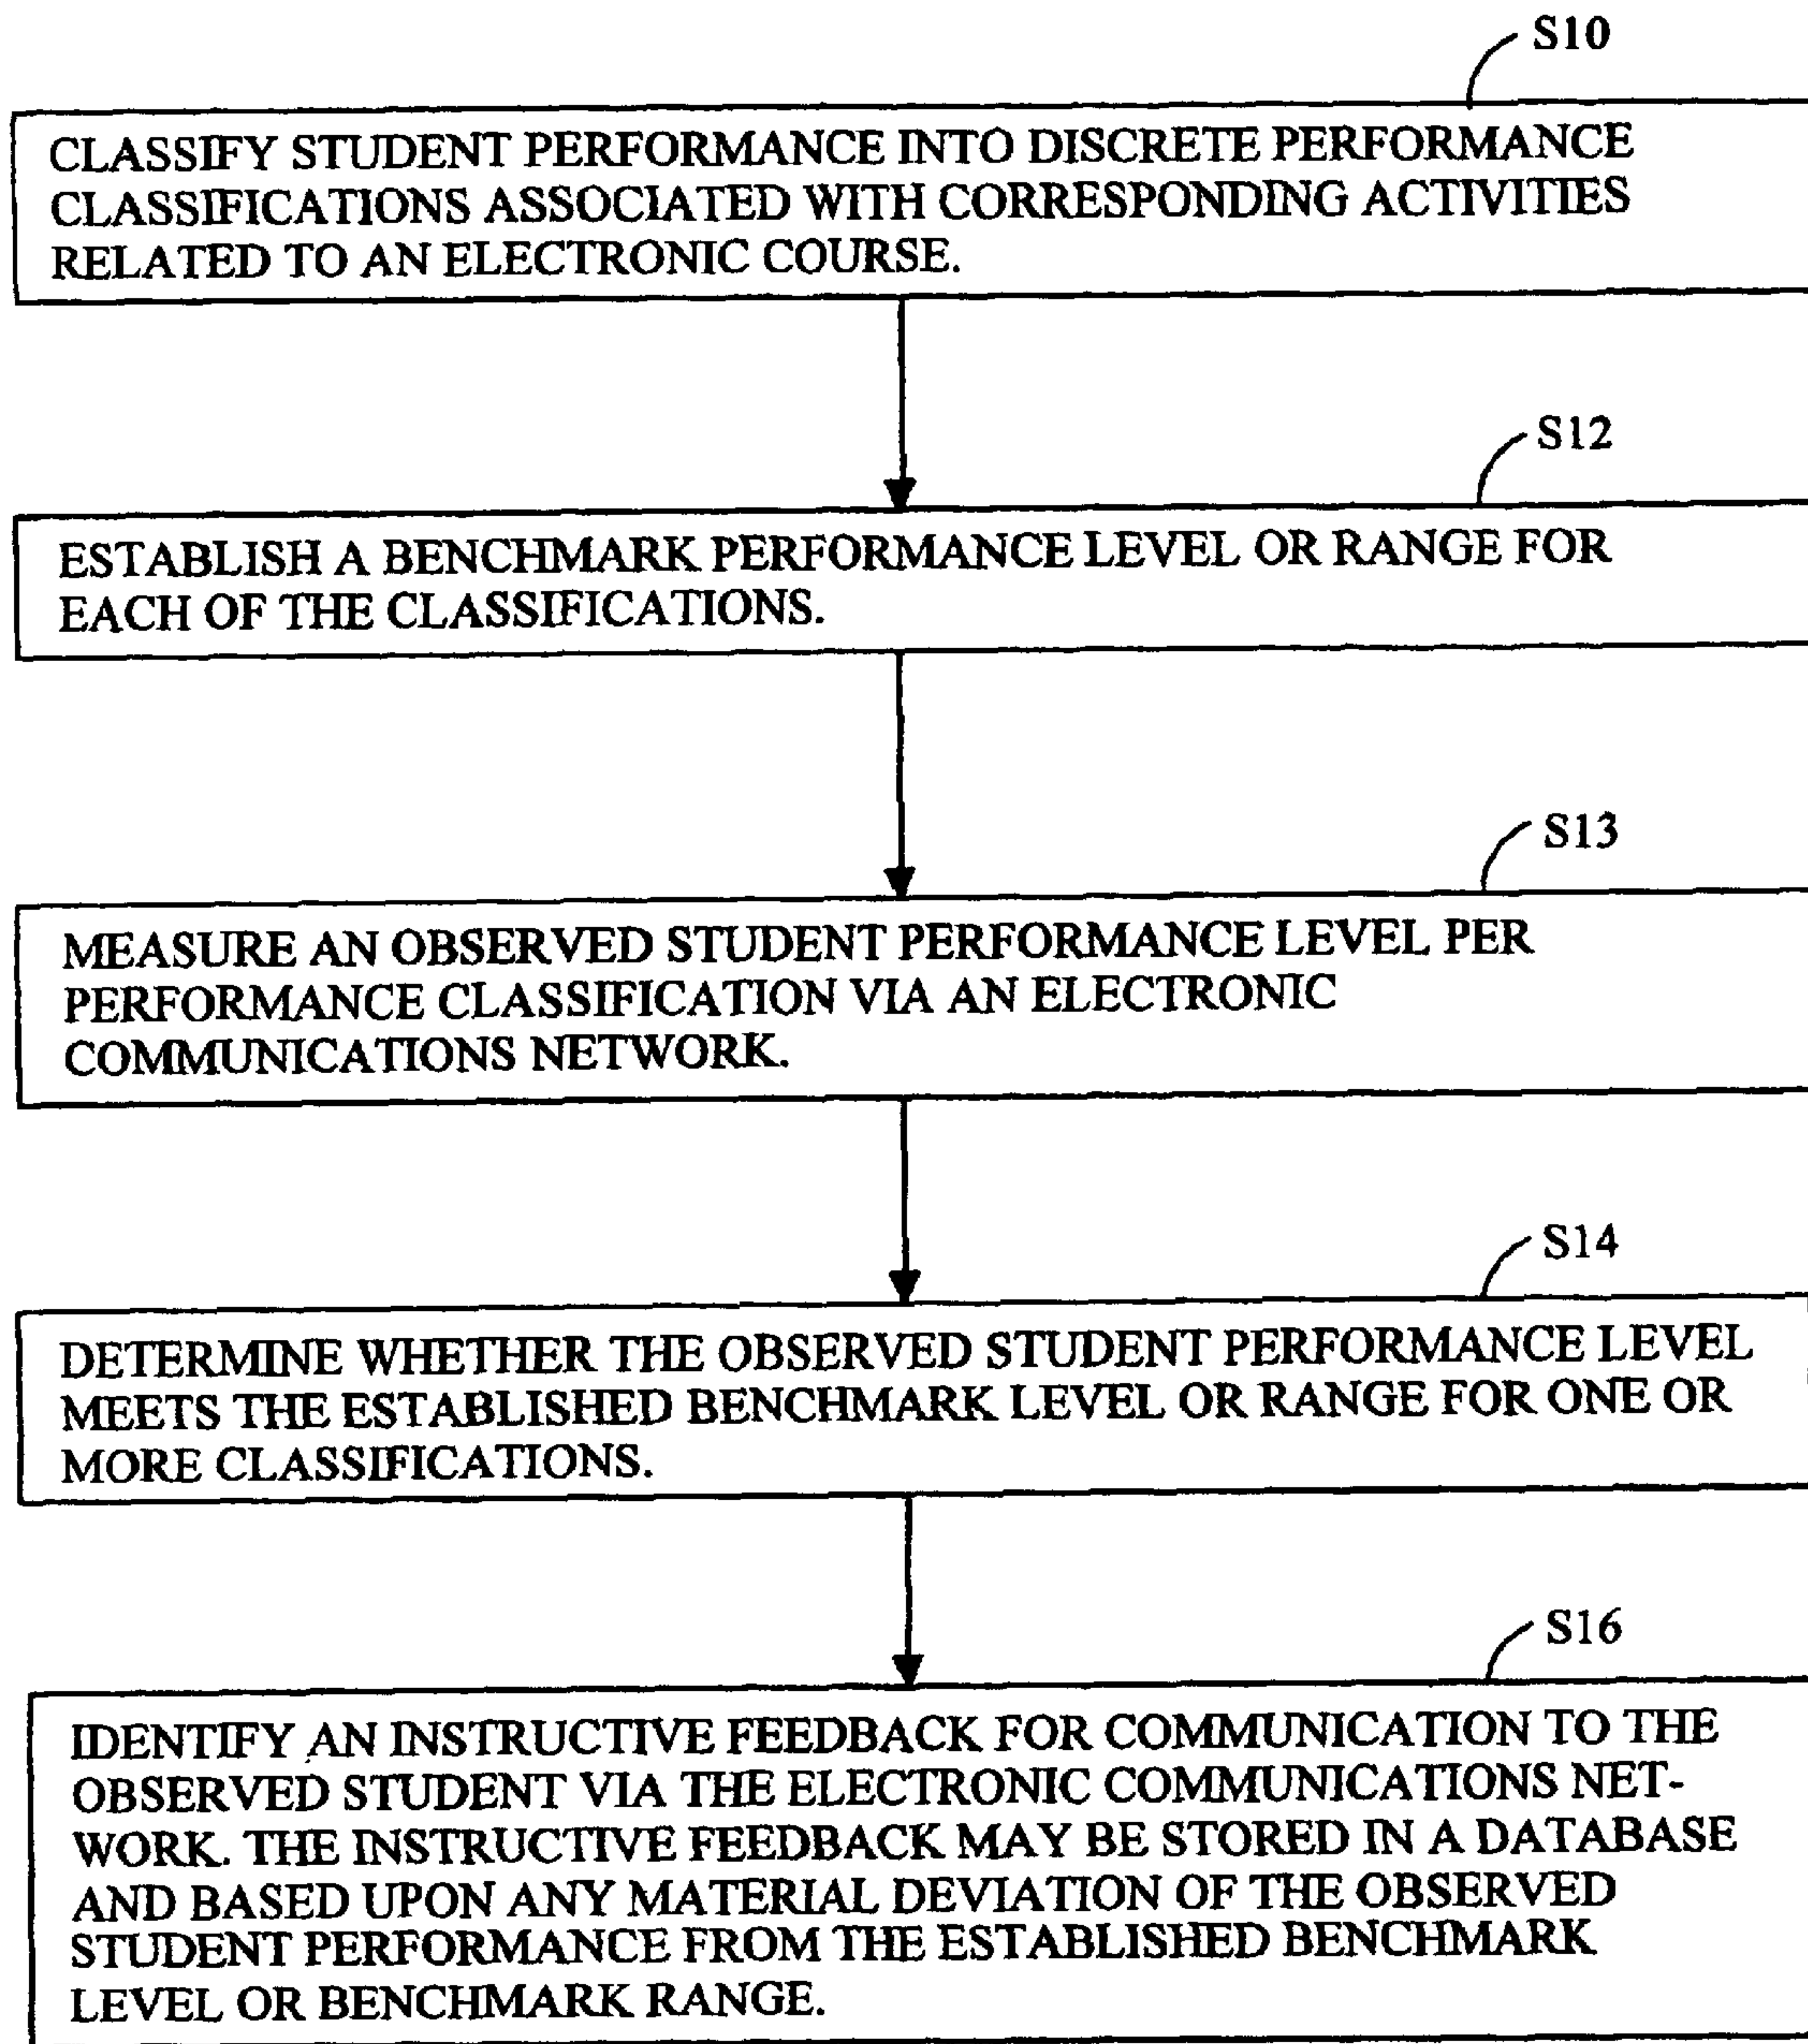 S10
CLASSIFY STUDENT PERFORMANCE INTO DISCRETE PERFORMANCE
CLASSIFICATIONS ASSOCIATED WITH CORRESPONDING ACTIVITIES
RELATED TO AN ELECTRONIC COURSE.
S12
ESTABLISH A BENCHMARK PERFORMANCE LEVEL OR RANGE FOR
EACH OF THE CLASSIFICATIONS.
S13
MEASURE AN OBSERVED STUDENT PERFORMANCE LEVEL PER
PERFORMANCE CLASSIFICATION VIA AN ELECTRONIC
COMMUNICATIONS NETWORK.
S14
DETERMINE WHETHER THE OBSERVED STUDENT PERFORMANCE LEVEL
MEETS THE ESTABLISHED BENCHMARK LEVEL OR RANGE FOR ONE OR
MORE CLASSIFICATIONS.
S16
IDENTIFY AN INSTRUCTIVE FEEDBACK FOR COMMUNICATION TO THE
OBSERVED STUDENT VIA THE ELECTRONIC COMMUNICATIONS NET-
WORK. THE INSTRUCTIVE FEEDBACK MAY BE STORED IN A DATABASE
AND BASED UPON ANY MATERIAL DEVIATION OF THE OBSERVED
STUDENT PERFORMANCE FROM THE ESTABLISHED BENCHMARK
LEVEL OR BENCHMARK RANGE.